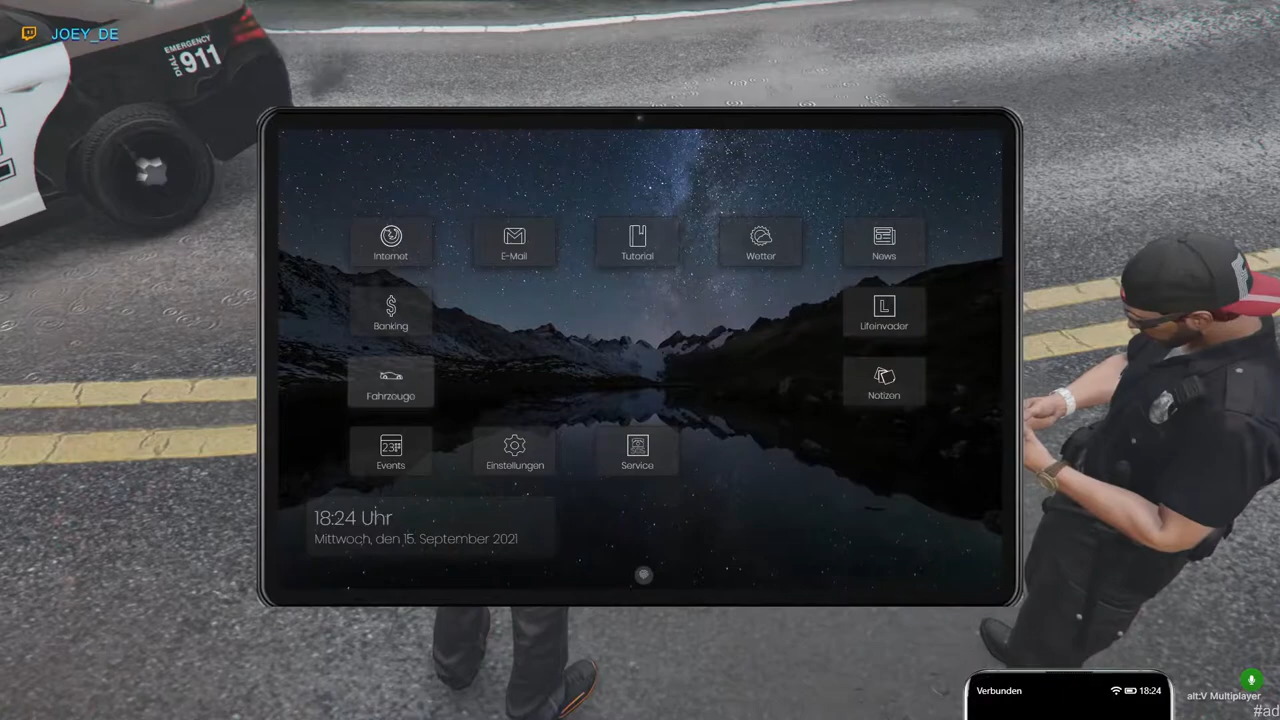 JOEY_DE
DIAL EMERGENCY
911
Internet
E-Mail
Tutorial
Wetter
News
Banking
L
Lifeinvader
Fahrzeuge
Notizen
23
Events
Einstellungen
Service
18:24 Uhr
Mittwoch, den 15. September 2021
Verbunden
18:24
alt:V Multiplayer
#ad